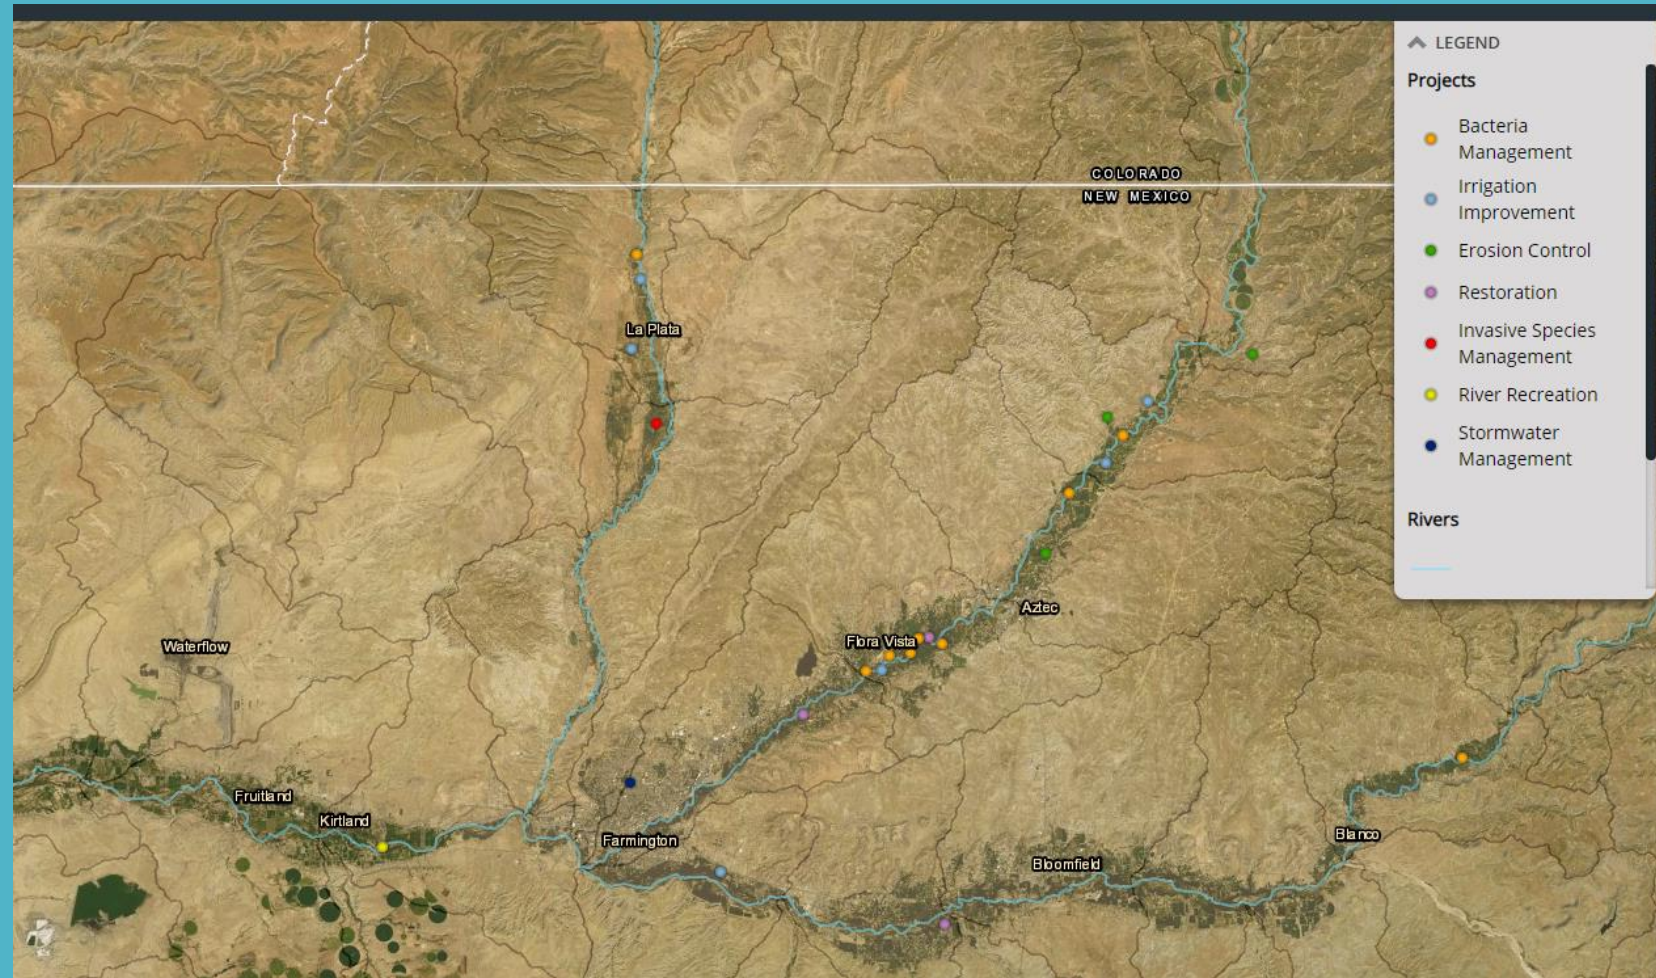 LEGEND
Projects
Bacteria
Management
Irrigation
Improvement
Erosion Control
Restoration
Invasive Species
Management
River Recreation
Stormwater
Management
Rivers
COLORADO
NEW MEXICO
La Plata
Aztec
Flora Vista
Waterflow
Fruitland
Kirtland
Farmington
Bloomfield
Blanco